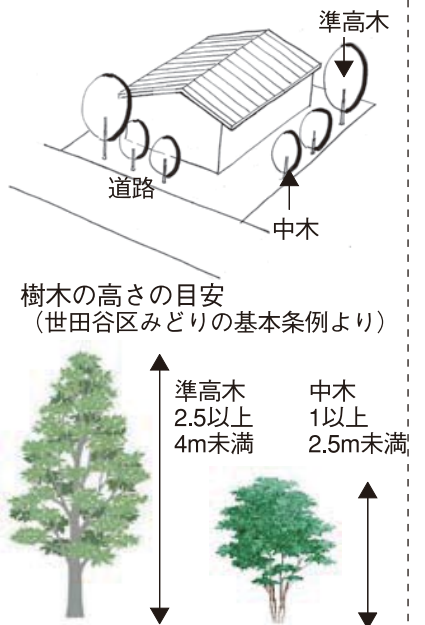 準高木
道路
中木
樹木の高さの目安
（世田谷区みどりの基本条例より）
準高木
2.5以上
4m未満
中木
1以上
2.5m未満